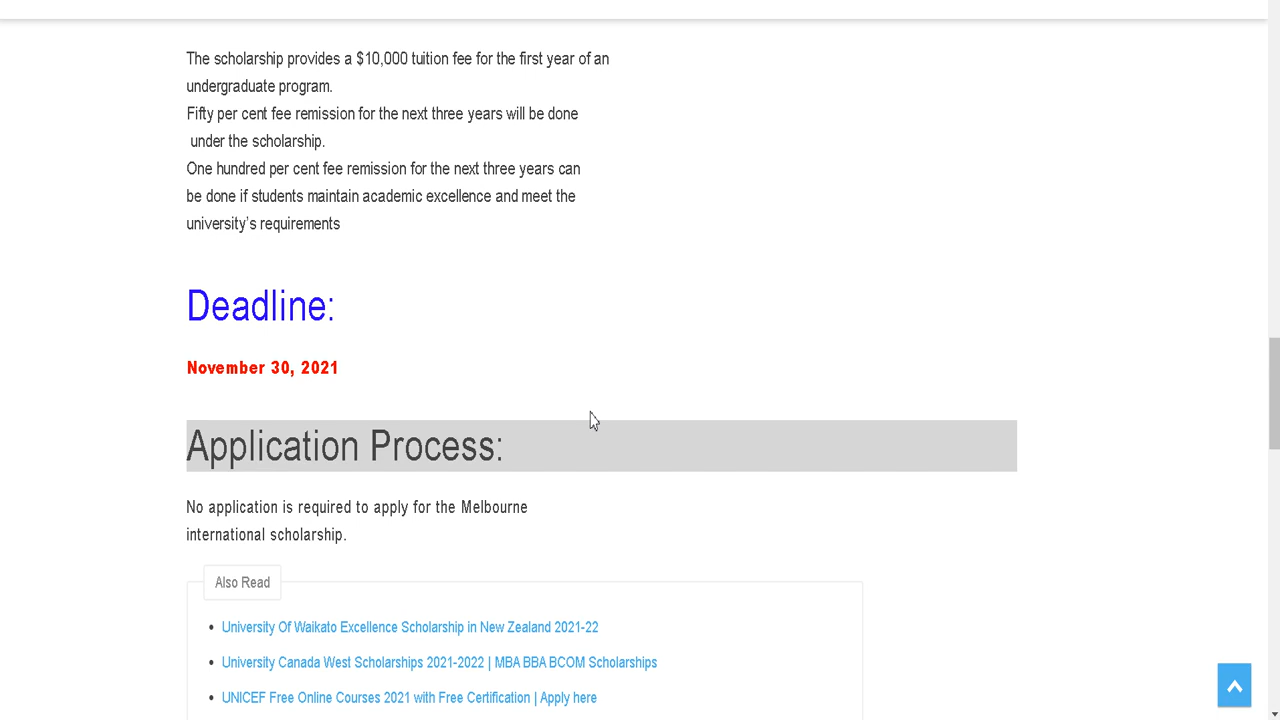 The scholarship provides a $10,000 tuition fee for the first year of an
undergraduate program.
Fifty per cent fee remission for the next three years will be done
under the scholarship.
One hundred per cent fee remission for the next three years can
be done if students maintain academic excellence and meet the
university's requirements
Deadline:
November 30, 2021
Application Process:
No application is required to apply for the Melbourne
international scholarship.
Also Read
• University Of Waikato Excellence Scholarship in New Zealand 2021-22
• University Canada West Scholarships 2021-2022 | MBA BBA BCOM Scholarships
• UNICEF Free Online Courses 2021 with Free Certification | Apply here